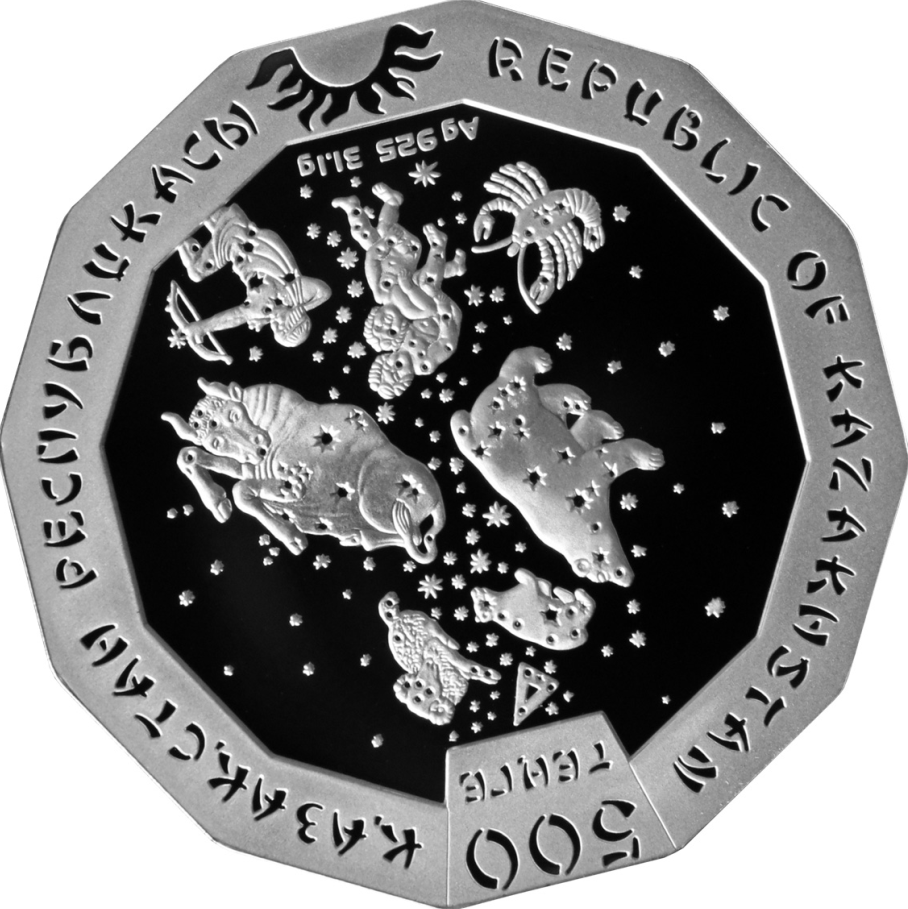 ҚАЗАҚСТАН РЕСПУБЛИКАСЫ
REPUBLIC OF KAZAKHSTAN
Ag 925 31.1g
500
ТЕҢГЕ